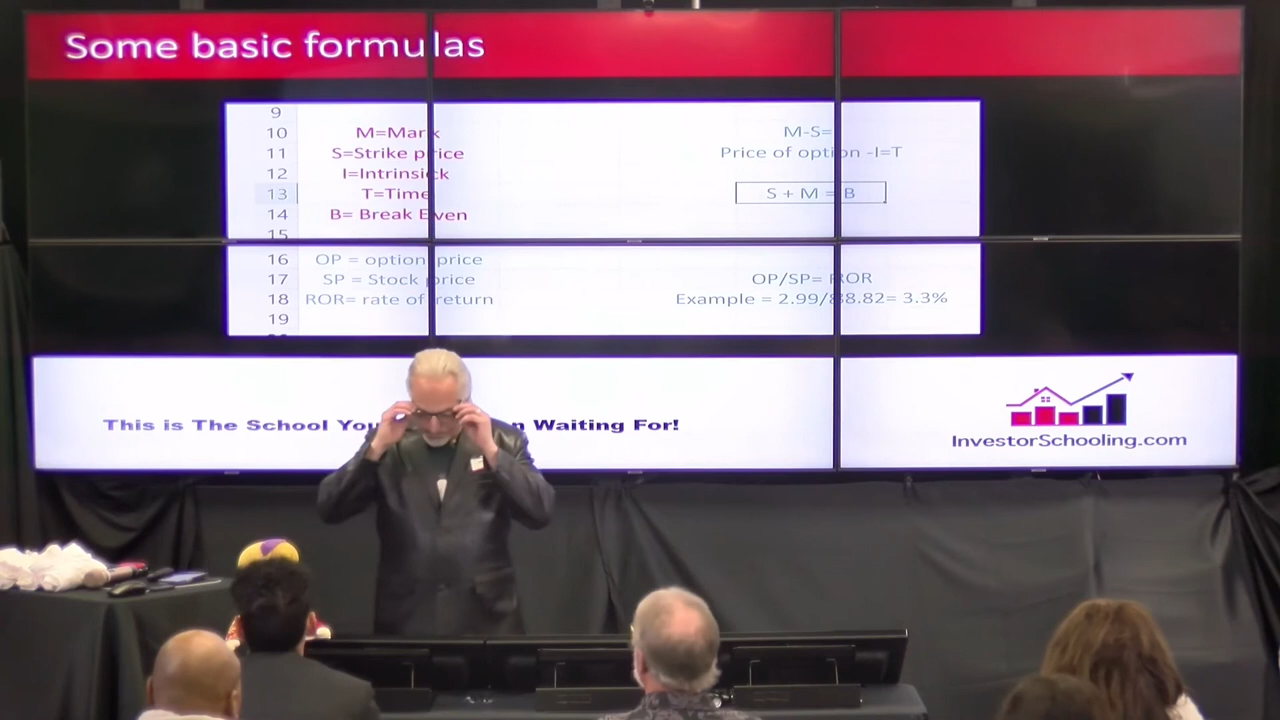 Some basic formulas
9
10 M=Mark M-S=
11 S=Strike price Price of option -I=T
12 I=Intrinsick
13 T=Time S + M = B
14 B= Break Even
15
16 OP = option price
17 SP = Stock price OP/SP= ROR
18 ROR= rate of return Example = 2.99/88.82= 3.3%
19
This is The School You Waiting For!
InvestorSchooling.com